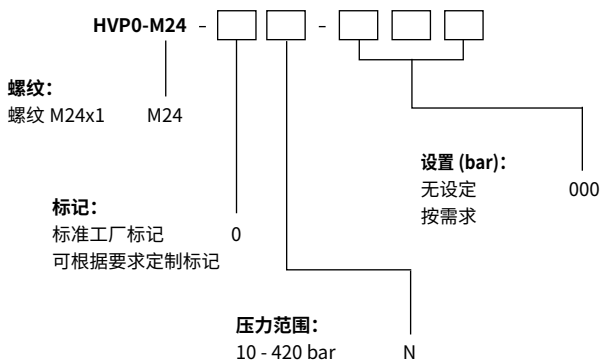 HVP0-M24 - -
螺纹：
螺纹 M24x1 M24
设置 (bar)：
无设定 000
按需求
标记：
标准工厂标记 0
可根据要求定制标记
压力范围：
10 - 420 bar N